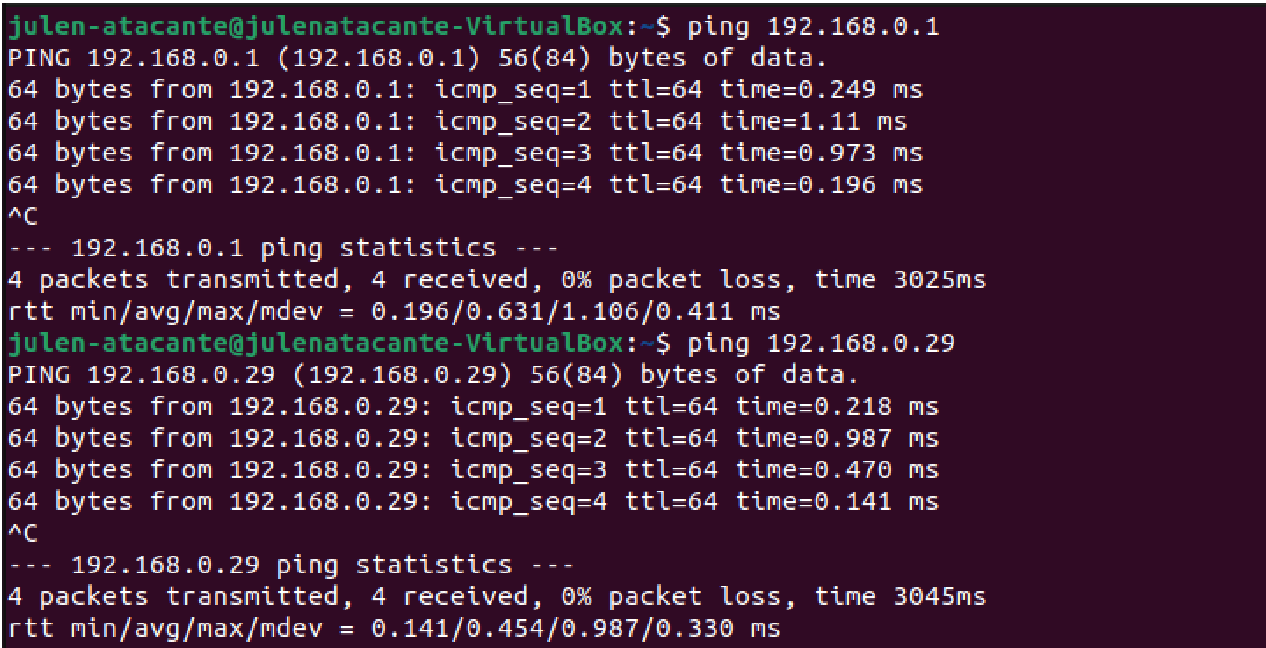 julen-atacante@julenatacante-VirtualBox:~$ ping 192.168.0.1
PING 192.168.0.1 (192.168.0.1) 56(84) bytes of data.
64 bytes from 192.168.0.1: icmp_seq=1 ttl=64 time=0.249 ms
64 bytes from 192.168.0.1: icmp_seq=2 ttl=64 time=1.11 ms
64 bytes from 192.168.0.1: icmp_seq=3 ttl=64 time=0.973 ms
64 bytes from 192.168.0.1: icmp_seq=4 ttl=64 time=0.196 ms
^C
--- 192.168.0.1 ping statistics ---
4 packets transmitted, 4 received, 0% packet loss, time 3025ms
rtt min/avg/max/mdev = 0.196/0.631/1.106/0.411 ms
julen-atacante@julenatacante-VirtualBox:~$ ping 192.168.0.29
PING 192.168.0.29 (192.168.0.29) 56(84) bytes of data.
64 bytes from 192.168.0.29: icmp_seq=1 ttl=64 time=0.218 ms
64 bytes from 192.168.0.29: icmp_seq=2 ttl=64 time=0.987 ms
64 bytes from 192.168.0.29: icmp_seq=3 ttl=64 time=0.470 ms
64 bytes from 192.168.0.29: icmp_seq=4 ttl=64 time=0.141 ms
^C
--- 192.168.0.29 ping statistics ---
4 packets transmitted, 4 received, 0% packet loss, time 3045ms
rtt min/avg/max/mdev = 0.141/0.454/0.987/0.330 ms